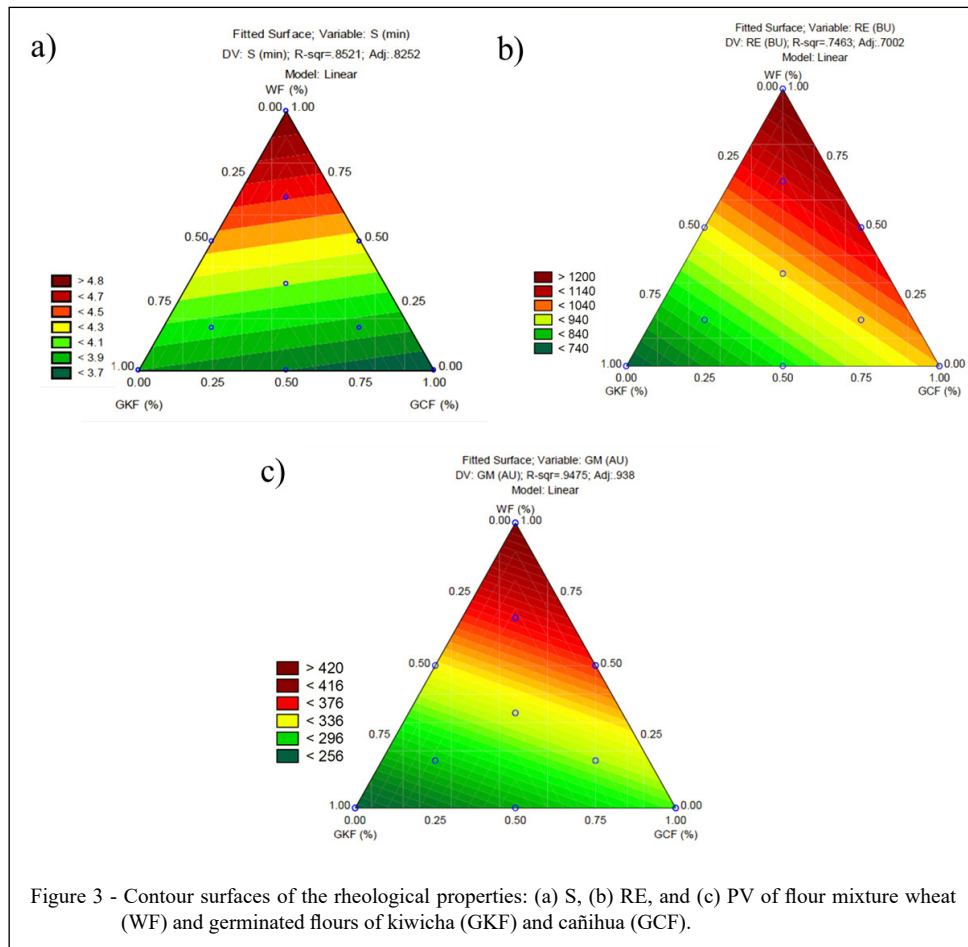 a)
Fitted Surface; Variable: S (min)
DV: S (min); R-sqr=.8521; Adj:.8252
Model: Linear
WF (%)
0.00 1.00
0.25 0.75
0.50 0.50
0.75 0.25
1.00 0.00
0.00 0.25 0.50 0.75 1.00
GKF (%) GCF (%)
> 4.8
< 4.7
< 4.5
< 4.3
< 4.1
< 3.9
< 3.7
b)
Fitted Surface; Variable: RE (BU)
DV: RE (BU); R-sqr=.7463; Adj:.7002
Model: Linear
WF (%)
0.00 1.00
0.25 0.75
0.50 0.50
0.75 0.25
1.00 0.00
0.00 0.25 0.50 0.75 1.00
GKF (%) GCF (%)
> 1200
< 1140
< 1040
< 940
< 840
< 740
c)
Fitted Surface; Variable: GM (AU)
DV: GM (AU); R-sqr=.9475; Adj:.938
Model: Linear
WF (%)
0.00 1.00
0.25 0.75
0.50 0.50
0.75 0.25
1.00 0.00
0.00 0.25 0.50 0.75 1.00
GKF (%) GCF (%)
> 420
< 416
< 376
< 336
< 296
< 256
Figure 3 - Contour surfaces of the rheological properties: (a) S, (b) RE, and (c) PV of flour mixture wheat
(WF) and germinated flours of kiwicha (GKF) and cañihua (GCF).